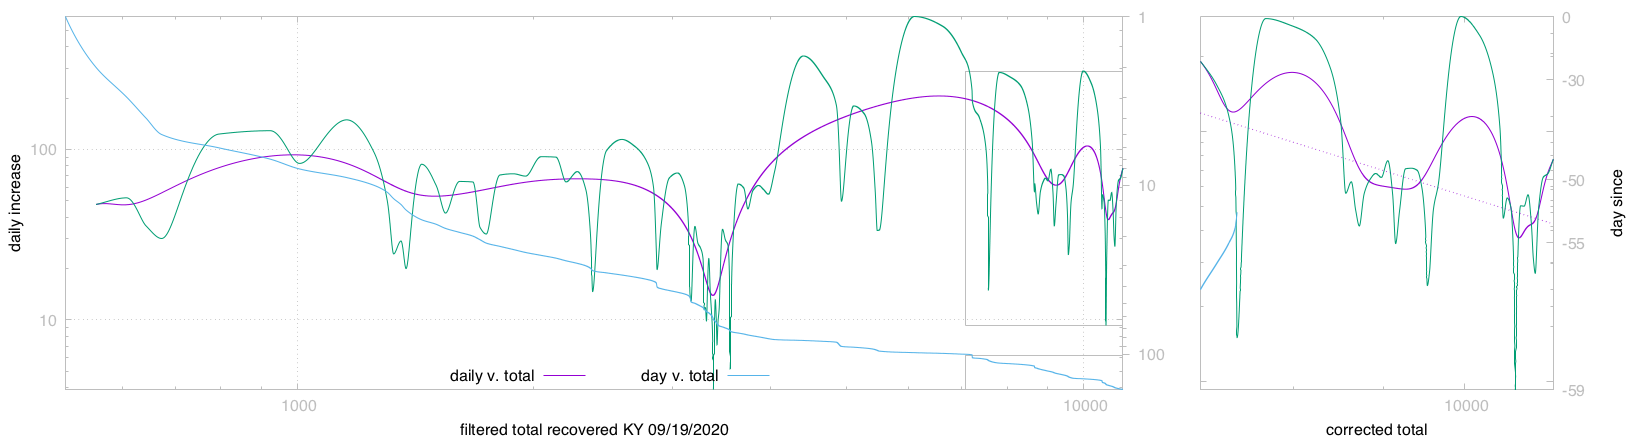 daily increase
100
10
1000
10000
1
10
100
daily v. total
day v. total
filtered total recovered KY 09/19/2020
0
-30
-50
-55
-59
day since
10000
corrected total